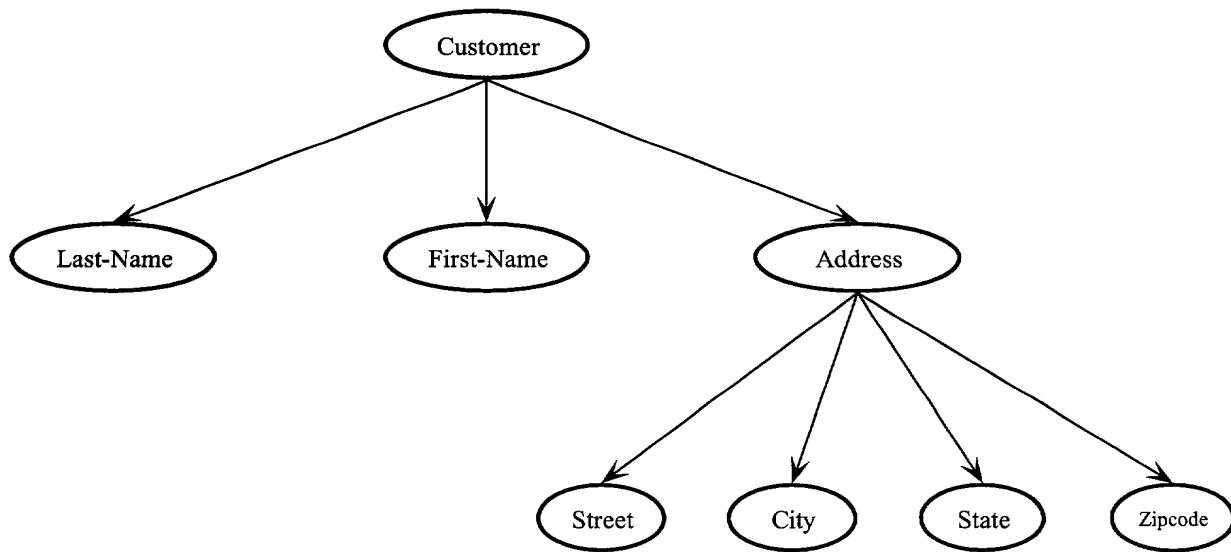 Customer
Last-Name
First-Name
Address
Street
City
State
Zipcode